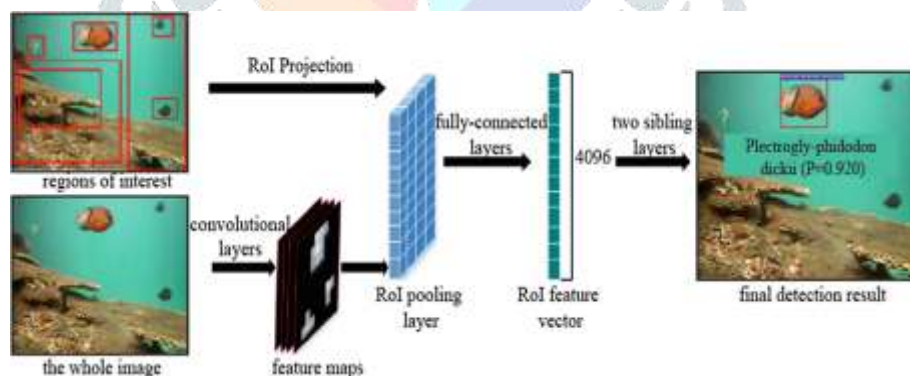 RoI Projection
regions of interest
convolutional
layers
the whole image
feature maps
RoI pooling
layer
fully-connected
layers
4096
RoI feature
vector
two sibling
layers
Plectrogly-phidodon
dickii (P=0.920)
final detection result